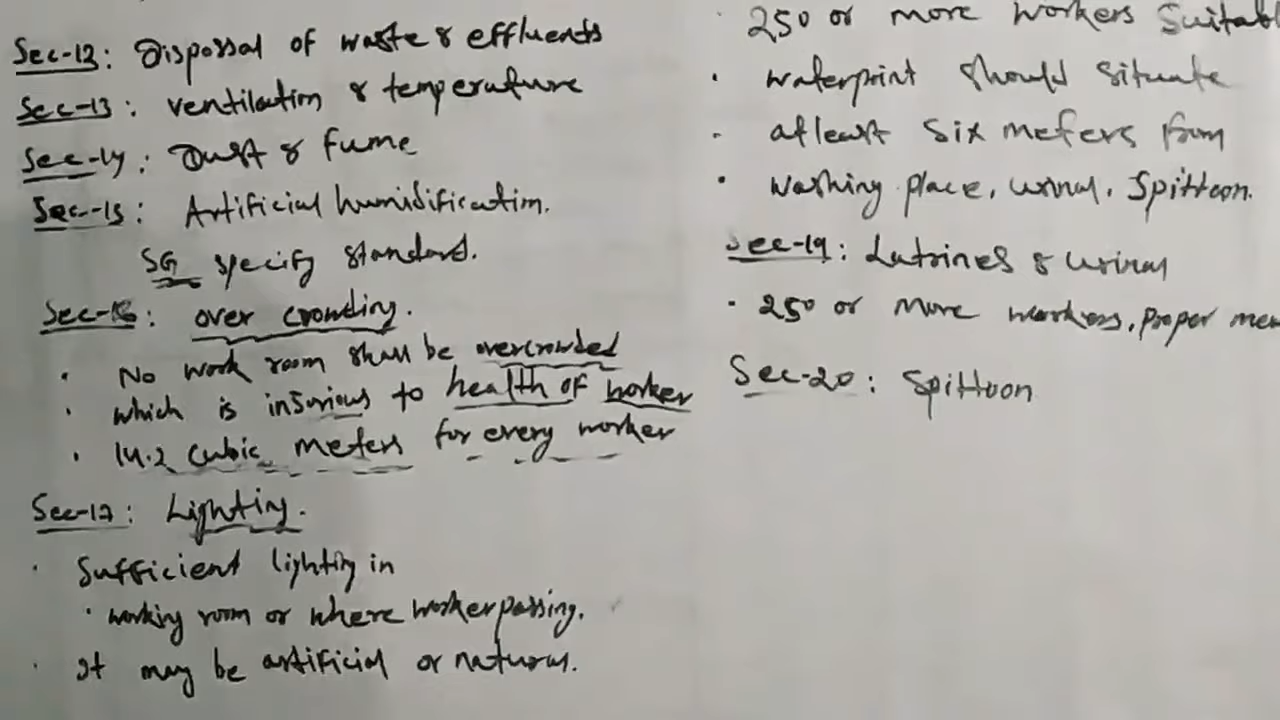 Sec-12: Disposal of waste & effluents
Sec-13: ventilation & temperature
Sec-14: Dust & fume
Sec-15: Artificial humidification.
SG specify standard.
Sec-16: over crowding.
· No work room shall be overcrowded
· which is injurious to health of worker
· 14.2 cubic meters for every worker
Sec-17: Lighting.
· Sufficient lighting in
· working room or where worker passing.
· It may be artificial or natural.
· 250 or more workers Suitabl
· waterprint should situate
· atleast six meters from
· washing place, urinal, Spittoon.
Sec-19: Latrines & urinal
· 250 or more workers, proper
Sec-20: Spittoon